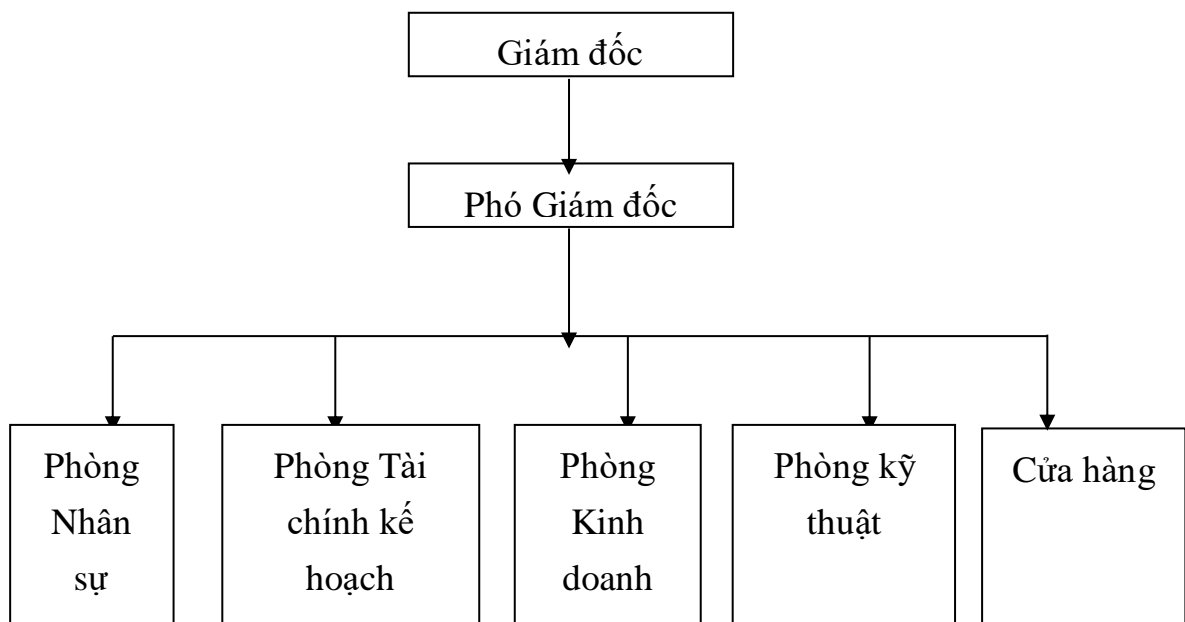 Giám đốc
Phó Giám đốc
Phòng
Nhân
sự
Phòng Tài
chính kế
hoạch
Phòng
Kinh
doanh
Phòng kỹ
thuật
Cửa hàng